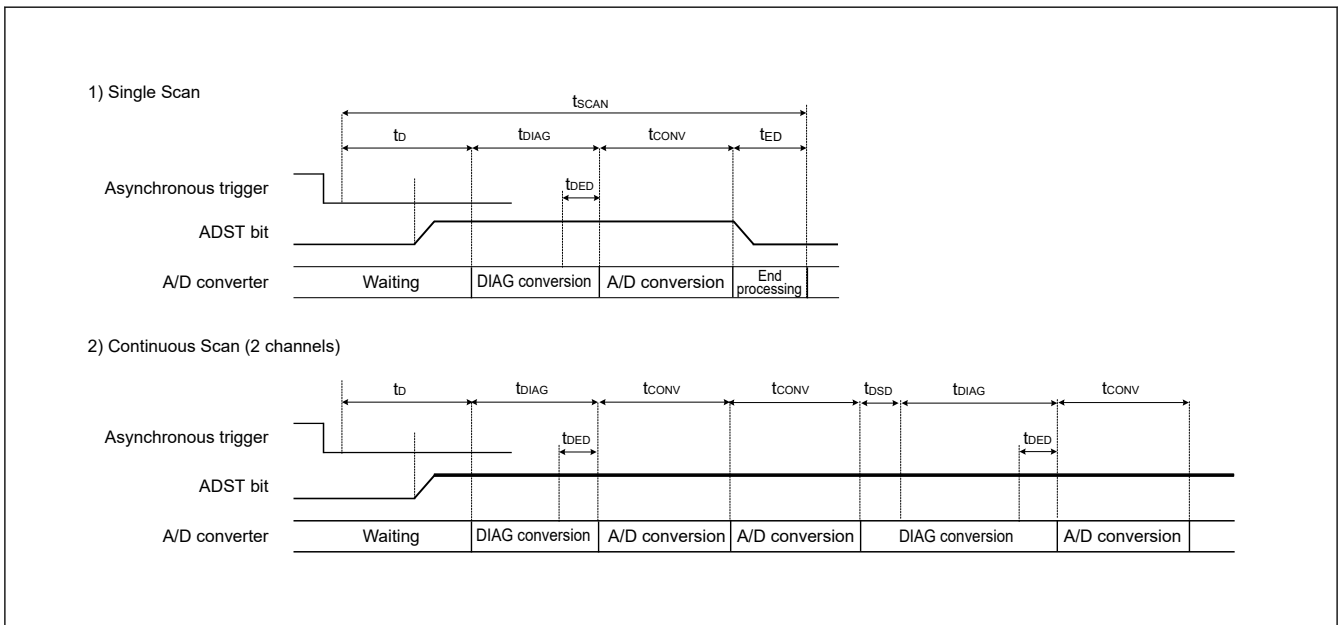 1) Single Scan
tSCAN
tD tDIAG tCONV tED
Asynchronous trigger
tDED
ADST bit
A/D converter Waiting DIAG conversion A/D conversion End processing
2) Continuous Scan (2 channels)
tD tDIAG tCONV tCONV tDSD tDIAG tCONV
Asynchronous trigger
tDED tDED
ADST bit
A/D converter Waiting DIAG conversion A/D conversion A/D conversion DIAG conversion A/D conversion